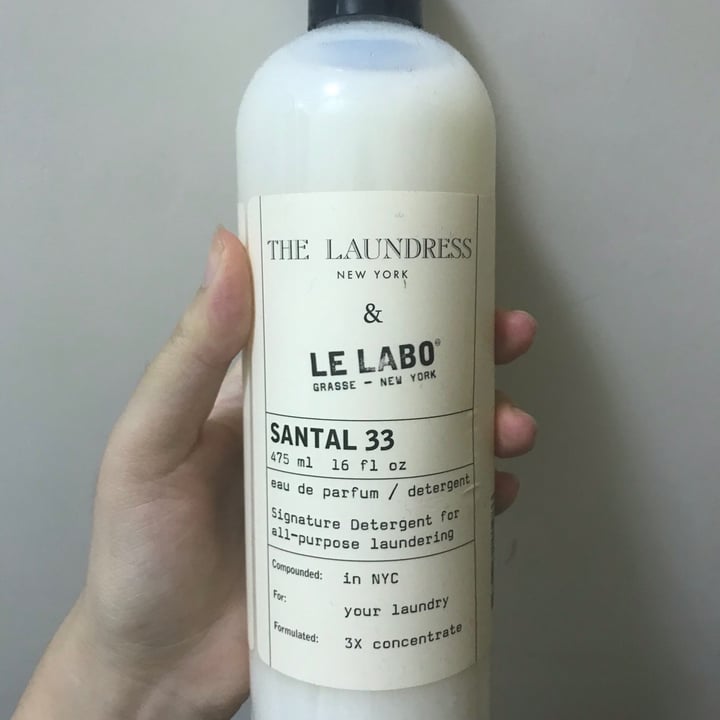 THE LAUNDRESS
NEW YORK
&
LE LABO®
GRASSE — NEW YORK
SANTAL 33
475 ml 16 fl oz
eau de parfum / detergent
Signature Detergent for
all-purpose laundering
Compounded: in NYC
For: your laundry
Formulated: 3X concentrate